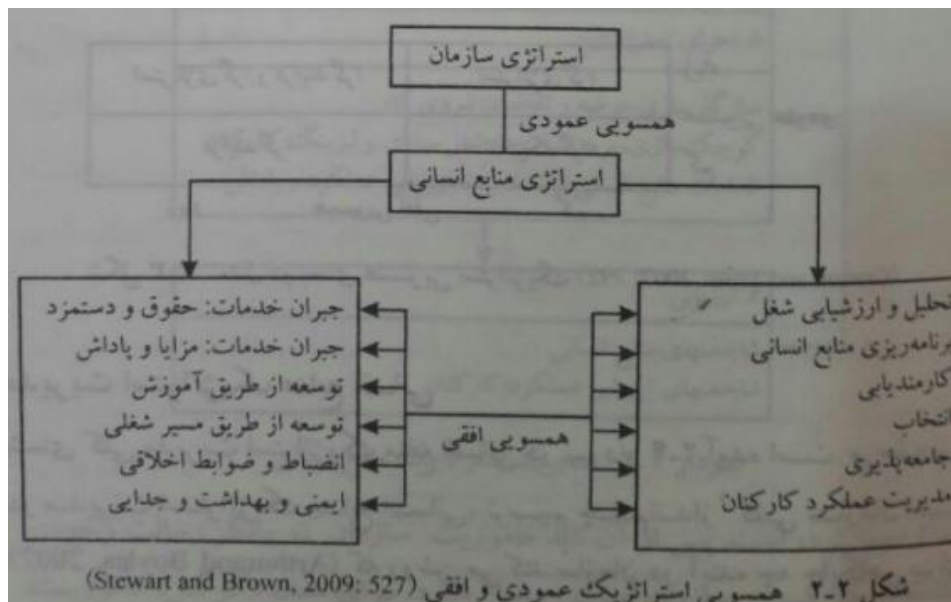 استراتژی سازمان
همسویی عمودی
استراتژی منابع انسانی
تحلیل و ارزشیابی شغل
برنامه‌ریزی منابع انسانی
کارمندیابی
انتخاب
جامعه‌پذیری
مدیریت عملکرد کارکنان
همسویی افقی
جبران خدمات: حقوق و دستمزد
جبران خدمات: مزایا و پاداش
توسعه از طریق آموزش
توسعه از طریق مسیر شغلی
انضباط و ضوابط اخلاقی
ایمنی و بهداشت و جدایی
شکل ۲-۲ همسویی استراتژیک عمودی و افقی (Stewart and Brown, 2009: 527)